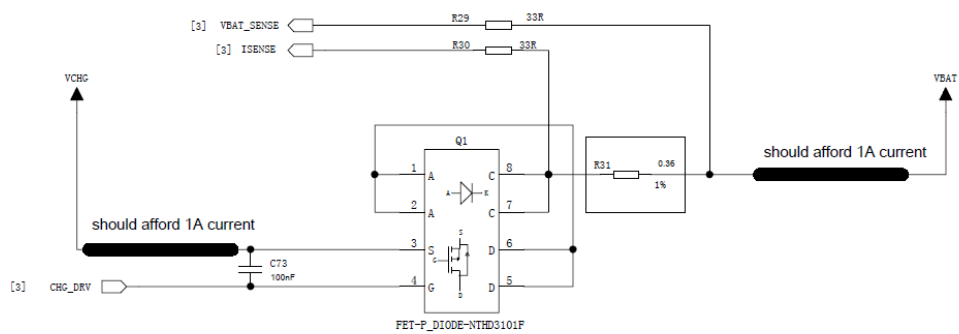 [3] VBAT_SENSE R29 33R
[3] ISENSE R30 33R
VCHG
VBAT
Q1
1 A C 8
R31 0.36
1%
should afford 1A current
A K
2 A C 7
should afford 1A current
3 S D 6
S
G
D
C73
100nF
[3] CHG_DRV
4 G D 5
FET-P_DIODE-NTHD3101F